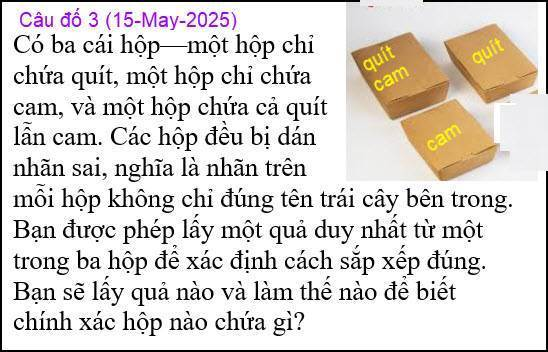 Câu đố 3 (15-May-2025)
Có ba cái hộp—một hộp chỉ
chứa quít, một hộp chỉ chứa
cam, và một hộp chứa cả quít
lẫn cam. Các hộp đều bị dán
nhãn sai, nghĩa là nhãn trên
mỗi hộp không chỉ đúng tên trái cây bên trong.
Bạn được phép lấy một quả duy nhất từ một
trong ba hộp để xác định cách sắp xếp đúng.
Bạn sẽ lấy quả nào và làm thế nào để biết
chính xác hộp nào chứa gì?
quít
cam
quít
cam